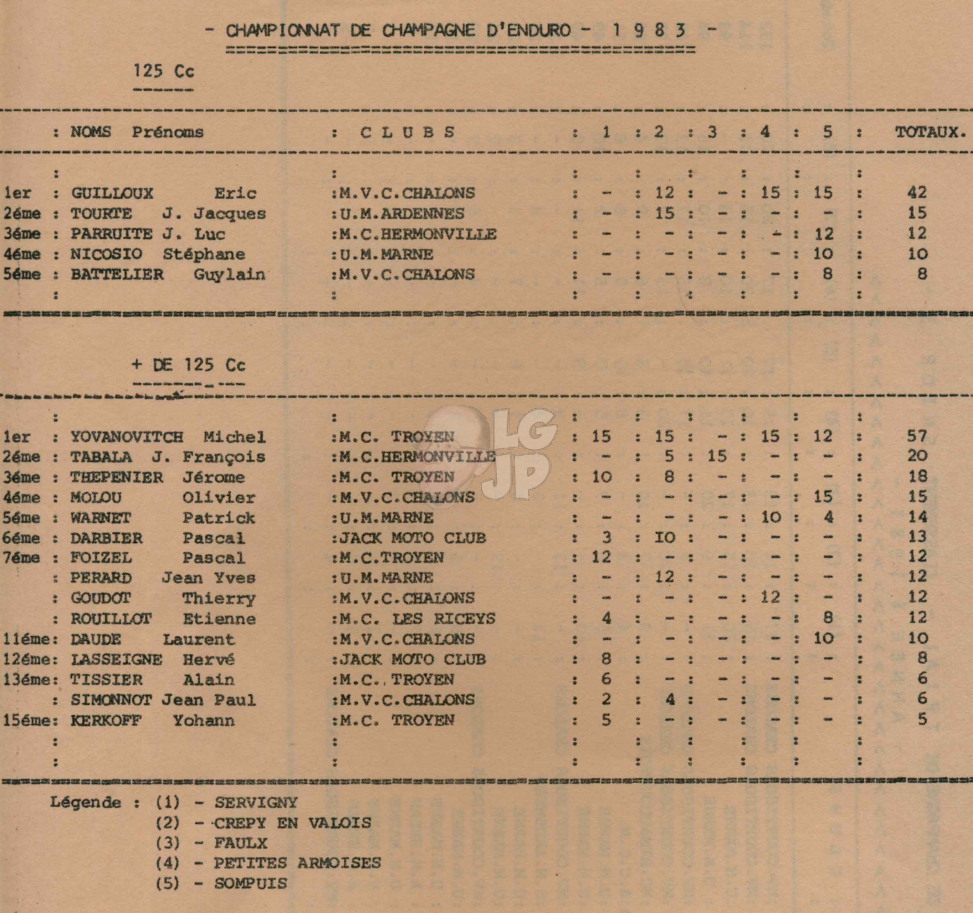 - CHAMPIONNAT DE CHAMPAGNE D'ENDURO - 1 9 8 3 -
125 Cc
: NOMS Prénoms : C L U B S : 1 : 2 : 3 : 4 : 5 : TOTAUX.
: : : : : : : :
1er : GUILLOUX Eric :M.V.C.CHALONS : - : 12 : - : 15 : 15 : 42
2éme : TOURTE J. Jacques :U.M.ARDENNES : - : 15 : - : - : - : 15
3éme : PARRUITE J. Luc :M.C.HERMONVILLE : - : - : - : - : 12 : 12
4éme : NICOSIO Stéphane :U.M.MARNE : - : - : - : - : 10 : 10
5éme : BATTELIER Guylain :M.V.C.CHALONS : - : - : - : - : 8 : 8
: : : : : : : :
+ DE 125 Cc
: : : : : : : :
1er : YOVANOVITCH Michel :M.C. TROYEN : 15 : 15 : - : 15 : 12 : 57
2éme : TABALA J. François :M.C.HERMONVILLE : - : 5 : 15 : - : - : 20
3éme : THEPENIER Jérome :M.C. TROYEN : 10 : 8 : - : - : - : 18
4éme : MOLOU Olivier :M.V.C.CHALONS : - : - : - : - : 15 : 15
5éme : WARNET Patrick :U.M.MARNE : - : - : - : 10 : 4 : 14
6éme : DARBIER Pascal :JACK MOTO CLUB : 3 : IO : - : - : - : 13
7éme : FOIZEL Pascal :M.C.TROYEN : 12 : - : - : - : - : 12
: PERARD Jean Yves :U.M.MARNE : - : 12 : - : - : - : 12
: GOUDOT Thierry :M.V.C.CHALONS : - : - : - : 12 : - : 12
: ROUILLOT Etienne :M.C. LES RICEYS : 4 : - : - : - : 8 : 12
11éme: DAUDE Laurent :M.V.C.CHALONS : - : - : - : - : 10 : 10
12éme: LASSEIGNE Hervé :JACK MOTO CLUB : 8 : - : - : - : - : 8
13éme: TISSIER Alain :M.C. TROYEN : 6 : - : - : - : - : 6
: SIMONNOT Jean Paul :M.V.C.CHALONS : 2 : 4 : - : - : - : 6
15éme: KERKOFF Yohann :M.C. TROYEN : 5 : - : - : - : - : 5
: : : : : : : :
: : : : : : : :
LG
JP
Légende : (1) - SERVIGNY
(2) - CREPY EN VALOIS
(3) - FAULX
(4) - PETITES ARMOISES
(5) - SOMPUIS